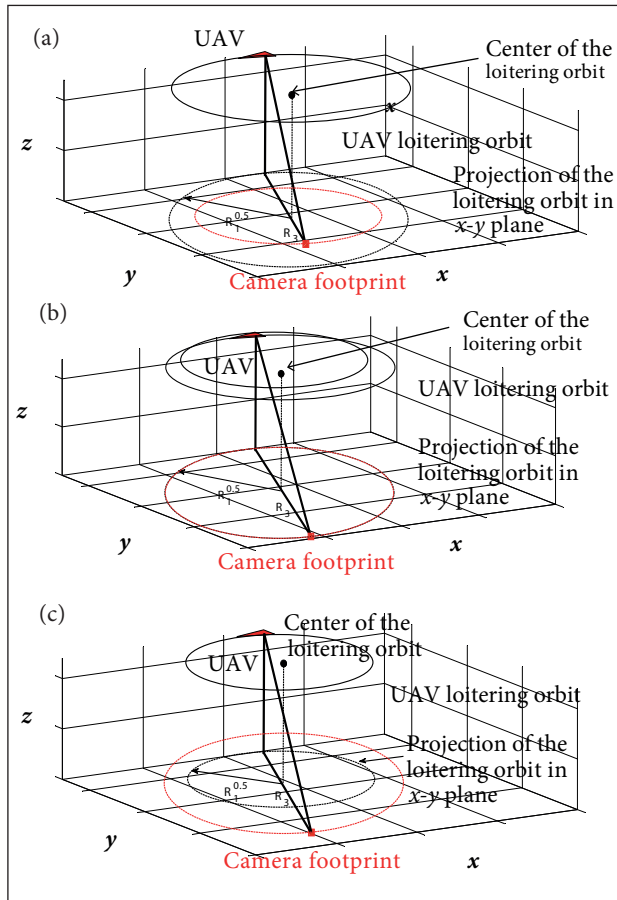 (a)
UAV
Center of the
loitering orbit
x
UAV loitering orbit
z
Projection of the
loitering orbit in
x-y plane
R₁^0.5
R₃
y
x
Camera footprint
(b)
Center of the
loitering orbit
UAV
UAV loitering orbit
z
Projection of the
loitering orbit in
x-y plane
R₁^0.5
R₃
y
x
Camera footprint
(c)
Center of the
loitering orbit
UAV
UAV loitering orbit
z
Projection of the
loitering orbit in
x-y plane
R₁^0.5
R₃
y
x
Camera footprint